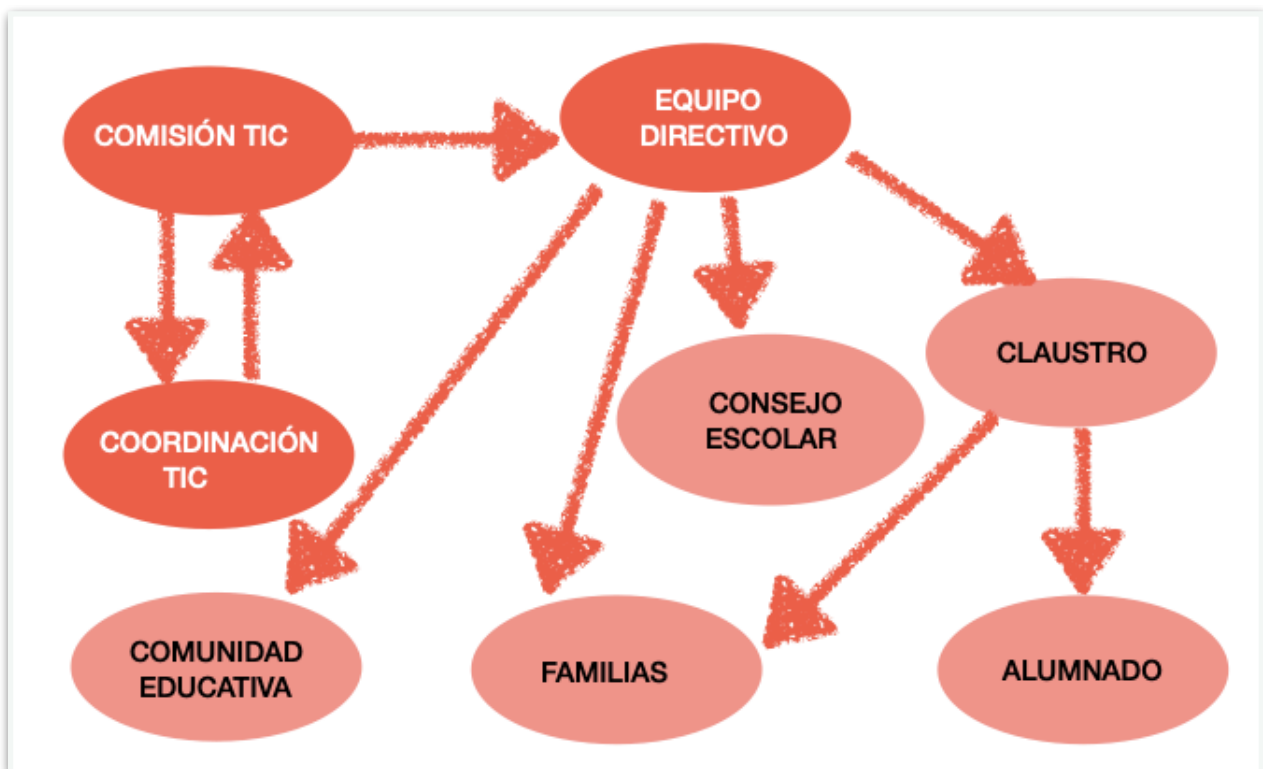 COMISIÓN TIC
EQUIPO
DIRECTIVO
CLAUSTRO
CONSEJO
ESCOLAR
COORDINACIÓN
TIC
COMUNIDAD
EDUCATIVA
FAMILIAS
ALUMNADO